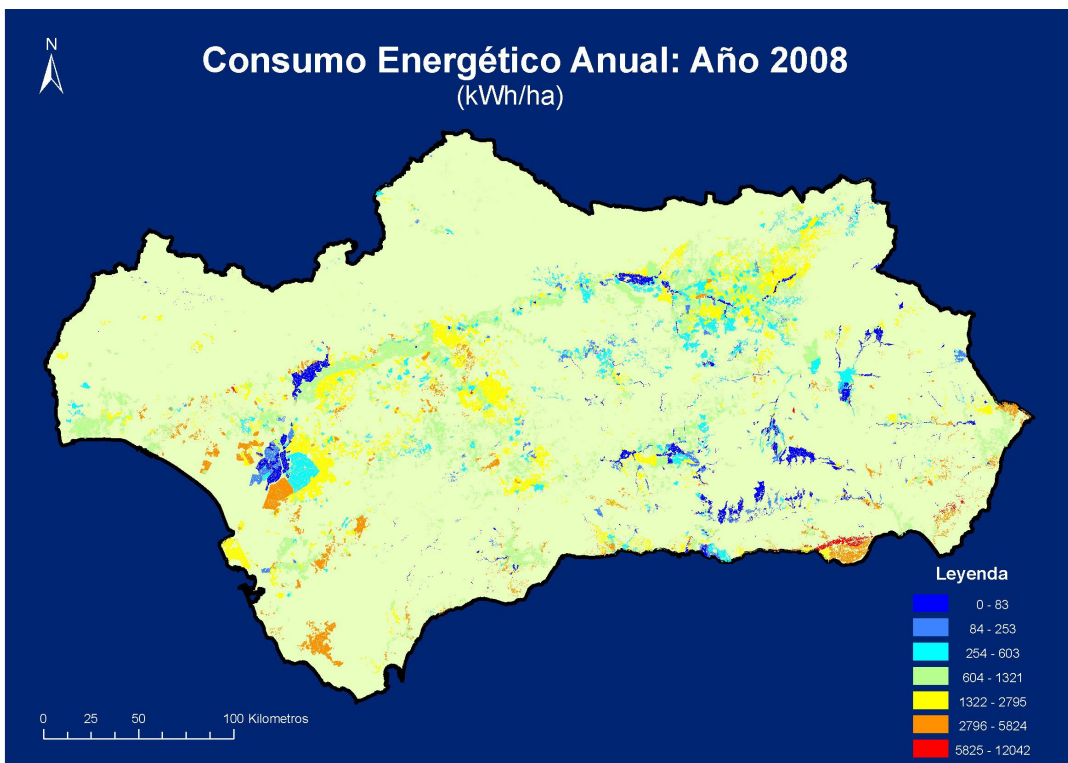 N
Consumo Energético Anual: Año 2008
(kWh/ha)
Leyenda
0 - 83
84 - 253
254 - 603
604 - 1321
1322 - 2795
2796 - 5824
5825 - 12042
0 25 50 100 Kilometros